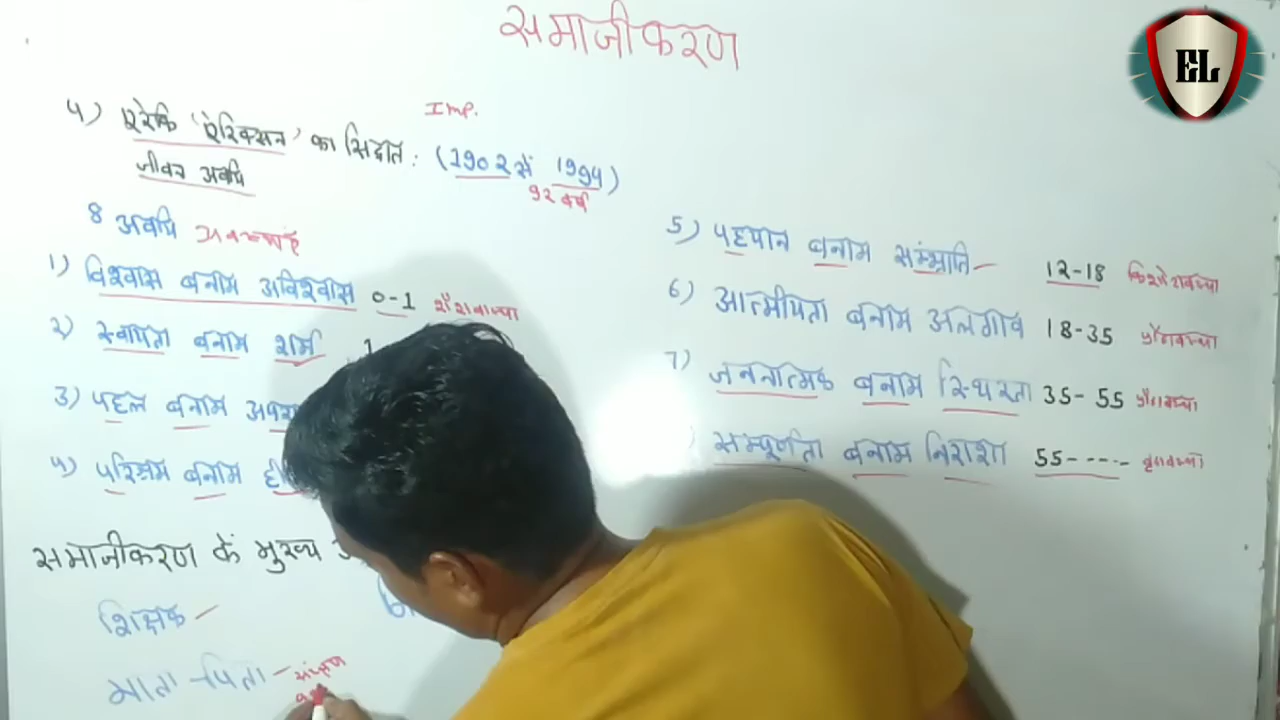 समाजीकरण
EL
Imp.
4) एरिक 'ऐरिक्सन' का सिद्धांत : (1902 से 1994)
जीवन अवधि
92 वर्ष
8 अवधि अवस्थाएं
1) विश्वास बनाम अविश्वास 0-1 शैशवावस्था
2) स्वायता बनाम शर्म 1
3) पहल बनाम
4) परिश्रम बनाम
5) पहचान बनाम सम्भ्राति 12-18 किशोरावस्था
6) आत्मीयता बनाम अलगाव 18-35 प्रौढावस्था
7) जननात्मक बनाम स्थिरता 35-55 प्रौढावस्था
) सम्पूर्णता बनाम निराशा 55----- वृद्धावस्था
समाजीकरण के मुख्य
शिक्षक
माता-पिता -